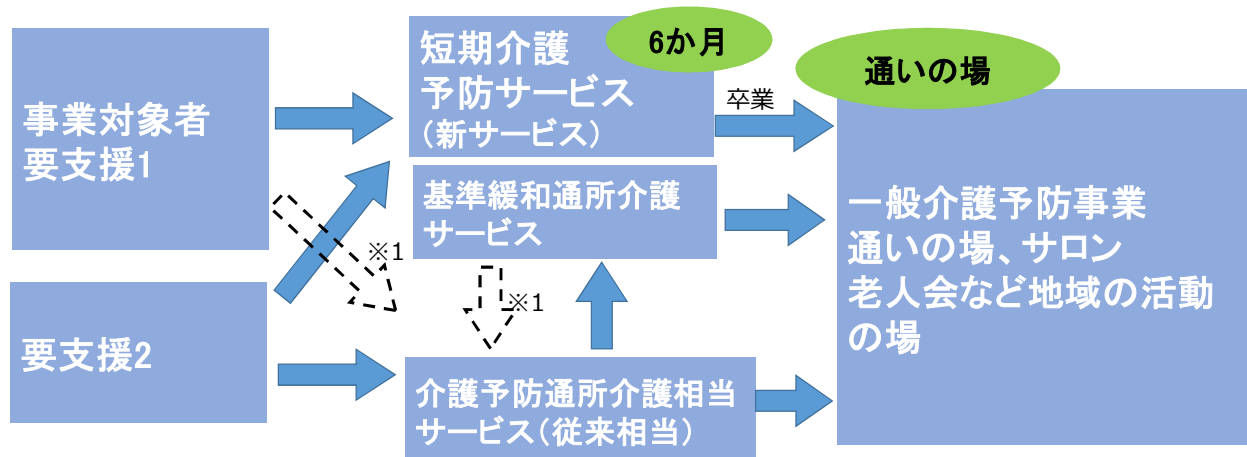 事業対象者
要支援1
要支援2
短期介護
予防サービス
（新サービス）
6か月
基準緩和通所介護
サービス
※1
※1
介護予防通所介護相当
サービス（従来相当）
卒業
通いの場
一般介護予防事業
通いの場、サロン
老人会など地域の活動
の場